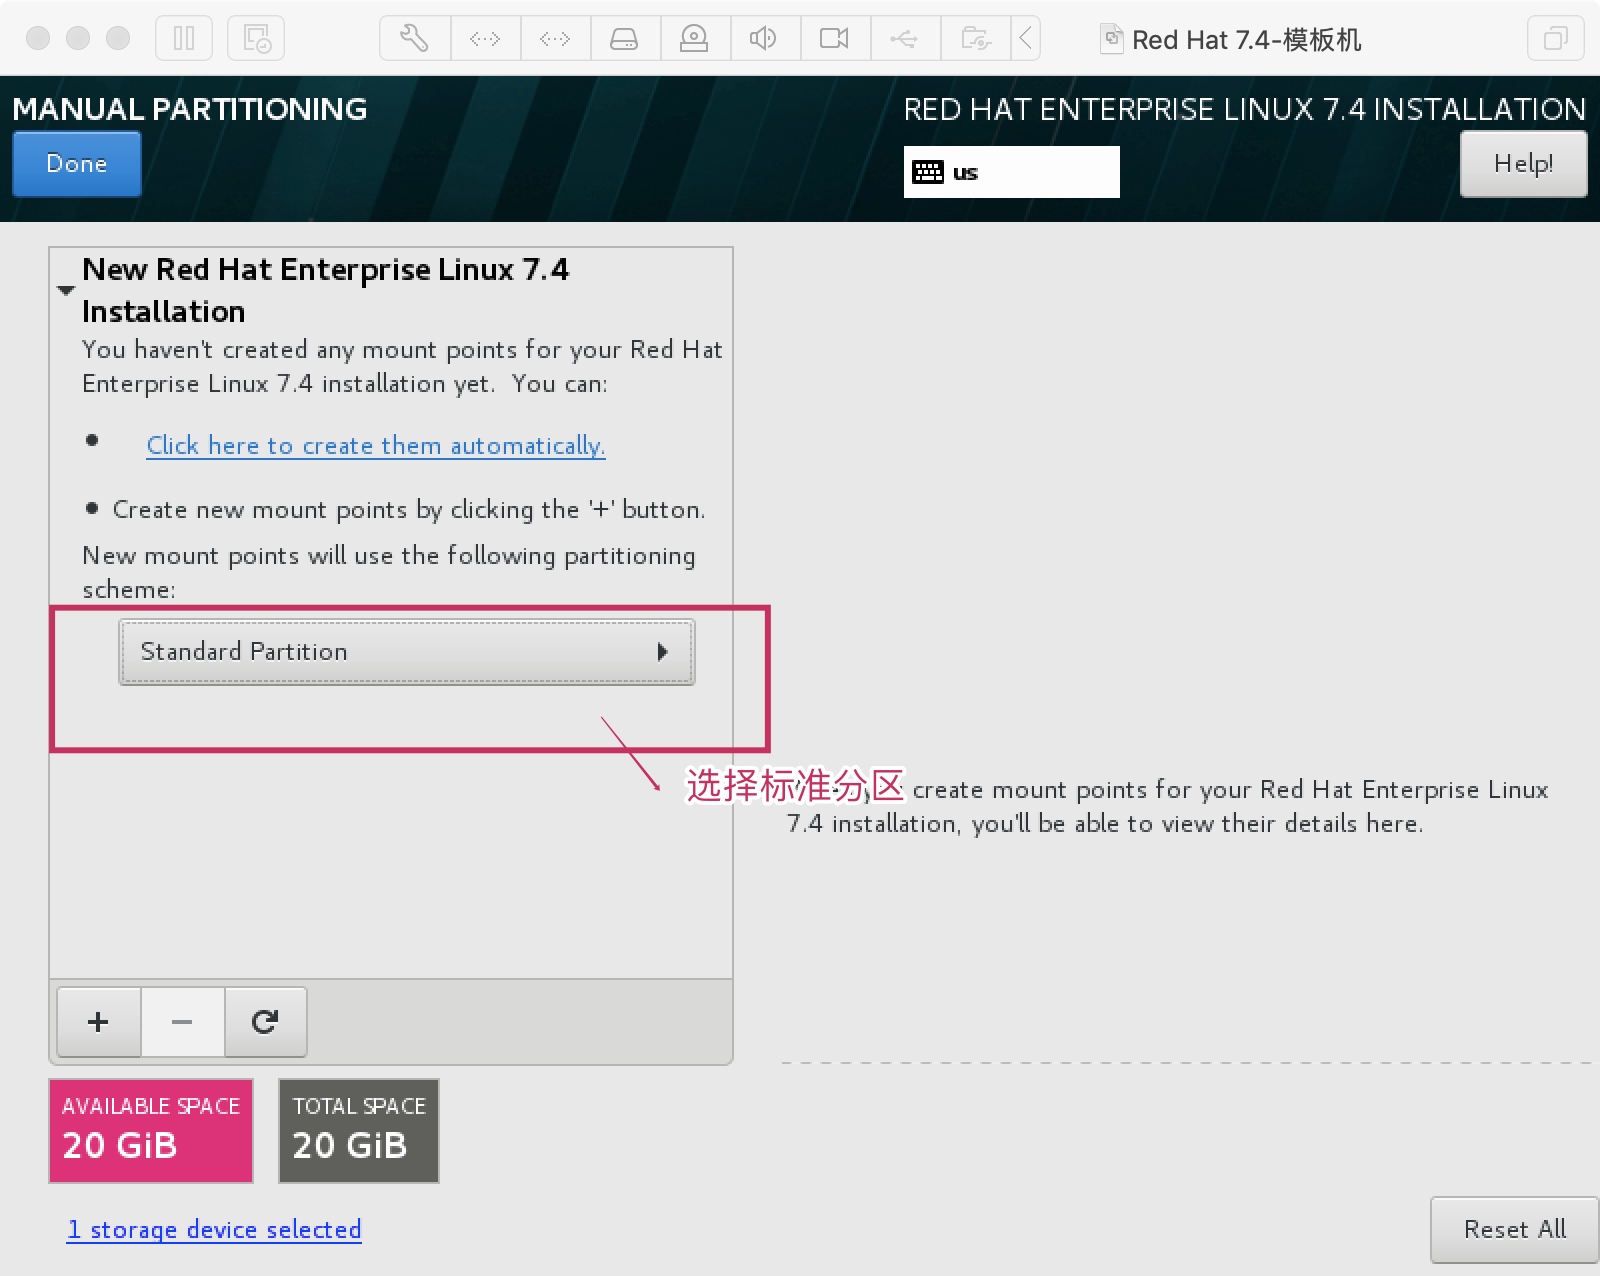 Red Hat 7.4-模板机
MANUAL PARTITIONING
RED HAT ENTERPRISE LINUX 7.4 INSTALLATION
Done
us
Help!
New Red Hat Enterprise Linux 7.4
Installation
You haven't created any mount points for your Red Hat
Enterprise Linux 7.4 installation yet. You can:
Click here to create them automatically.
Create new mount points by clicking the '+' button.
New mount points will use the following partitioning
scheme:
Standard Partition
选择标准分区
create mount points for your Red Hat Enterprise Linux
7.4 installation, you'll be able to view their details here.
AVAILABLE SPACE
20 GiB
TOTAL SPACE
20 GiB
1 storage device selected
Reset All